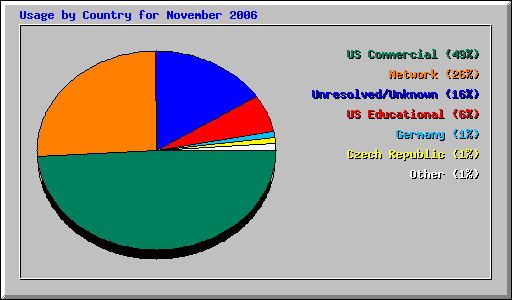 Usage by Country for November 2006
US Commercial (49%)
Network (26%)
Unresolved/Unknown (16%)
US Educational (6%)
Germany (1%)
Czech Republic (1%)
Other (1%)